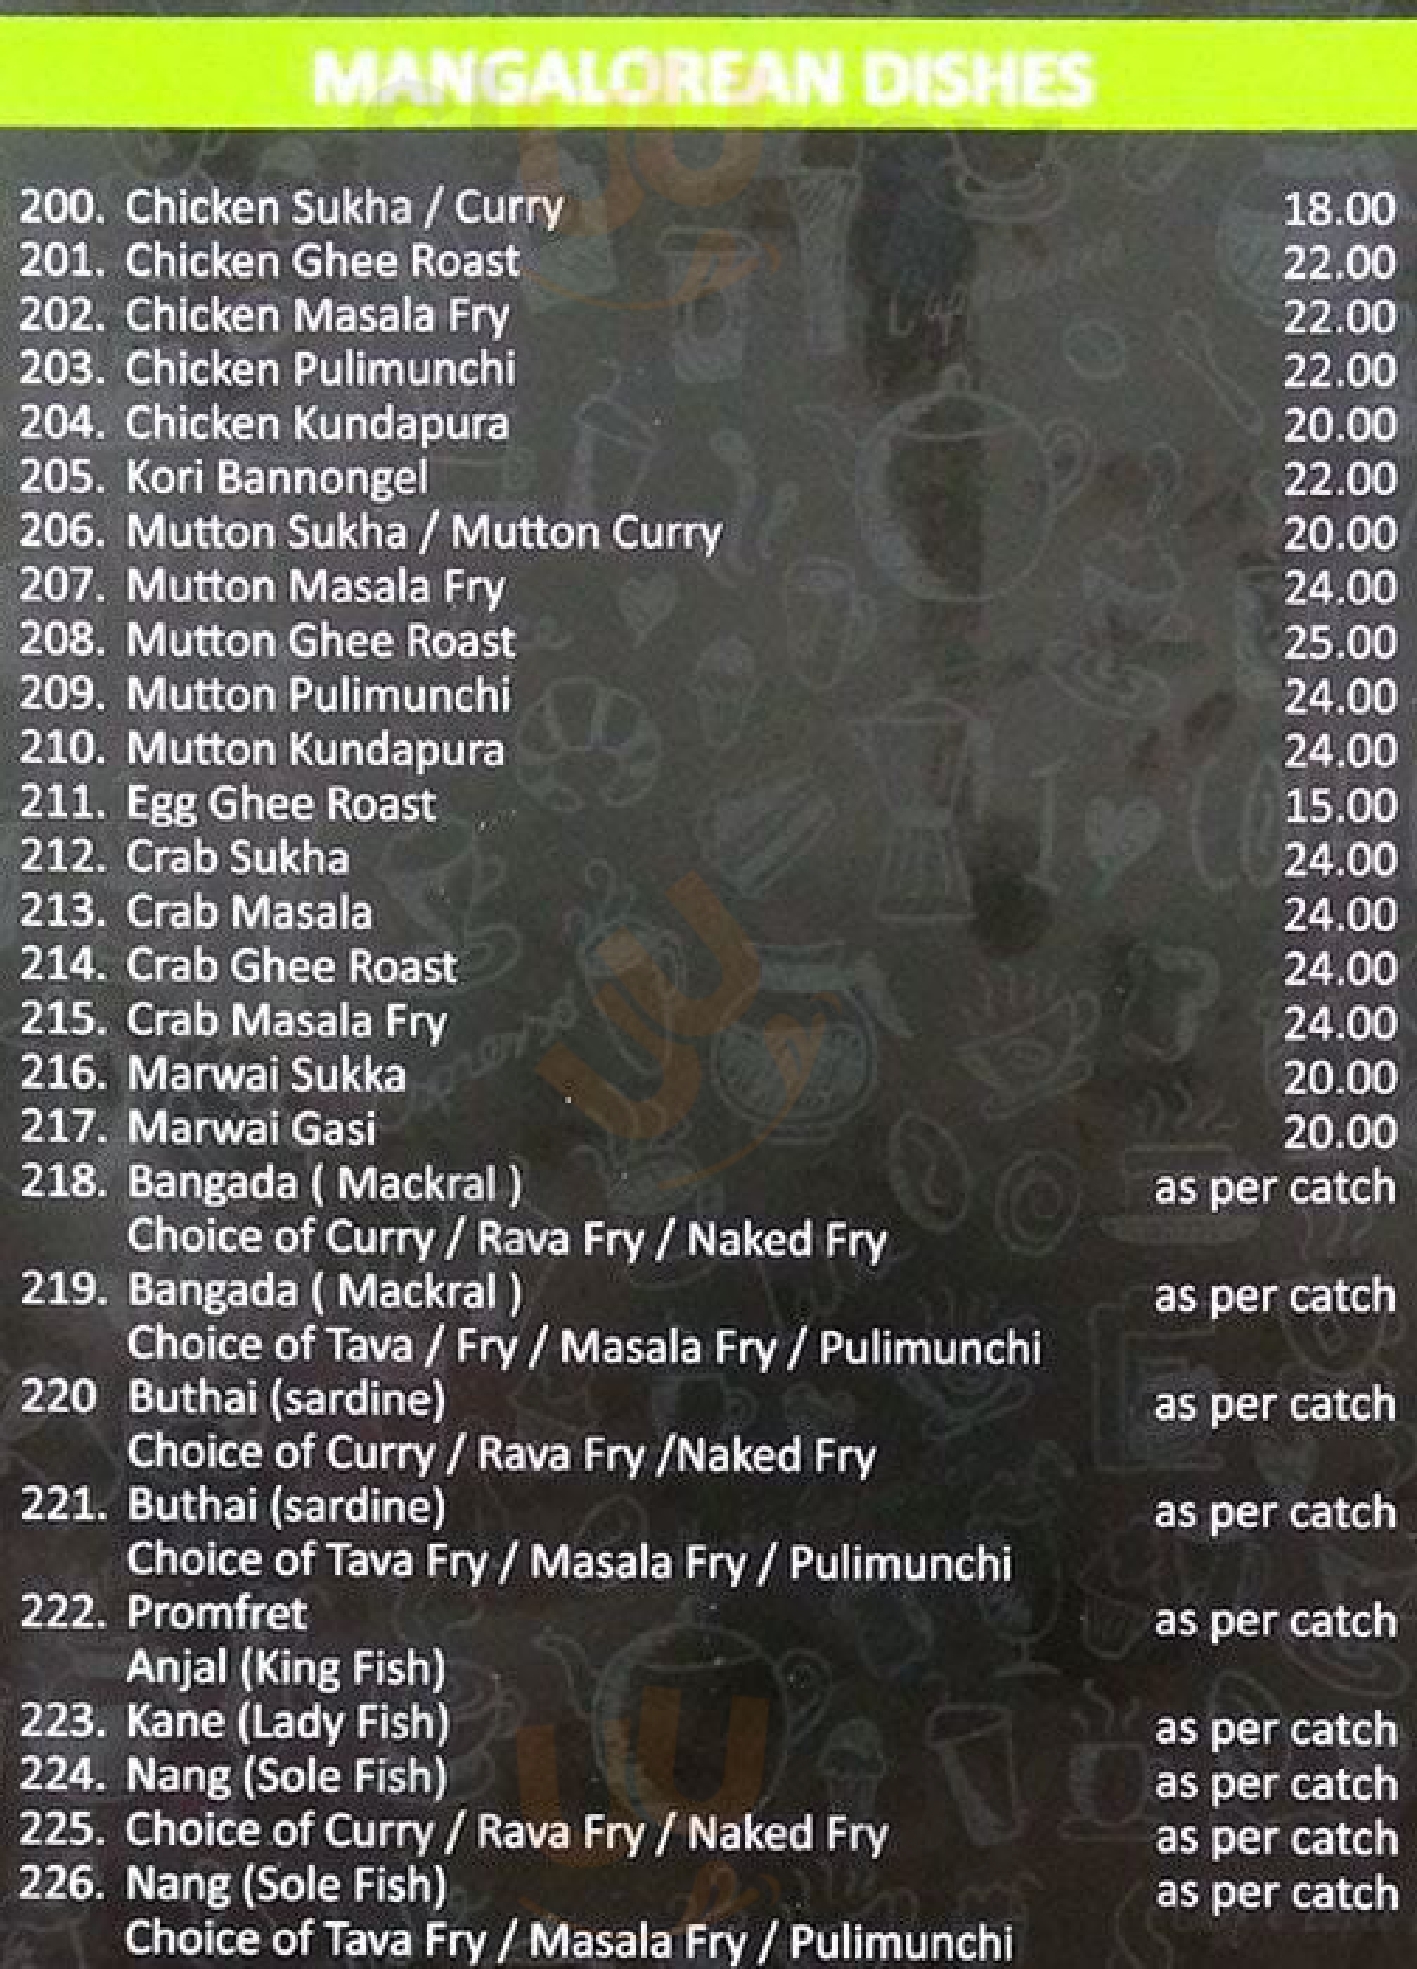 MANGALOREAN DISHES
200. Chicken Sukha / Curry 18.00
201. Chicken Ghee Roast 22.00
202. Chicken Masala Fry 22.00
203. Chicken Pulimunchi 22.00
204. Chicken Kundapura 20.00
205. Kori Bannongel 22.00
206. Mutton Sukha / Mutton Curry 20.00
207. Mutton Masala Fry 24.00
208. Mutton Ghee Roast 25.00
209. Mutton Pulimunchi 24.00
210. Mutton Kundapura 24.00
211. Egg Ghee Roast 15.00
212. Crab Sukha 24.00
213. Crab Masala 24.00
214. Crab Ghee Roast 24.00
215. Crab Masala Fry 24.00
216. Marwai Sukka 20.00
217. Marwai Gasi 20.00
218. Bangada ( Mackral ) as per catch
Choice of Curry / Rava Fry / Naked Fry
219. Bangada ( Mackral ) as per catch
Choice of Tava / Fry / Masala Fry / Pulimunchi
220 Buthai (sardine) as per catch
Choice of Curry / Rava Fry /Naked Fry
221. Buthai (sardine) as per catch
Choice of Tava Fry / Masala Fry / Pulimunchi
222. Promfret as per catch
Anjal (King Fish)
223. Kane (Lady Fish) as per catch
224. Nang (Sole Fish) as per catch
225. Choice of Curry / Rava Fry / Naked Fry as per catch
226. Nang (Sole Fish) as per catch
Choice of Tava Fry / Masala Fry / Pulimunchi